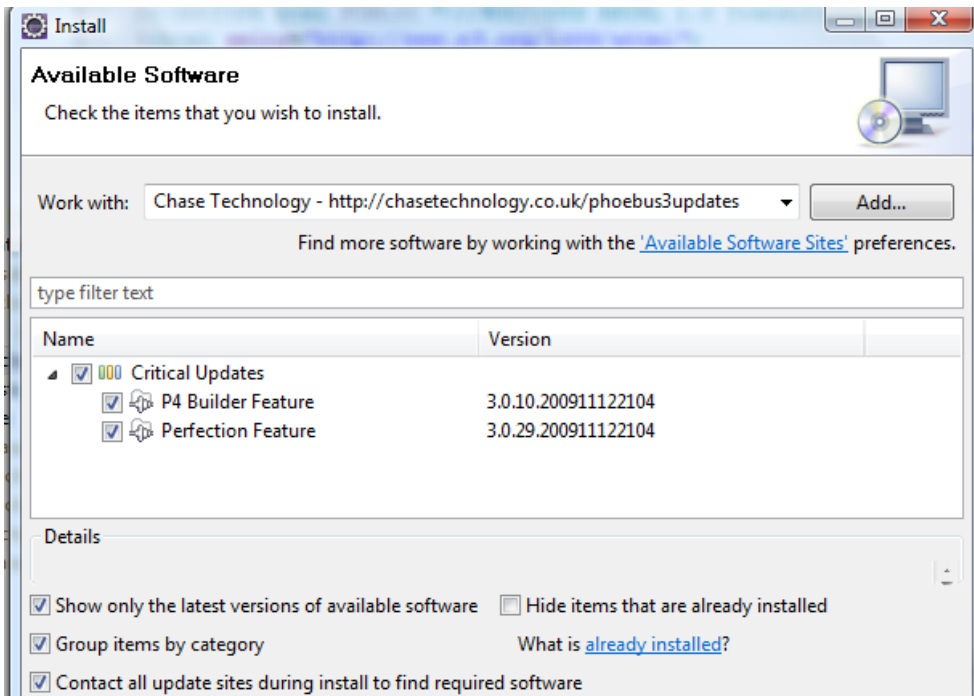 Install
Available Software
Check the items that you wish to install.
Work with: Chase Technology - http://chasetechnology.co.uk/phoebus3updates Add...
Find more software by working with the 'Available Software Sites' preferences.
type filter text
Name Version
Critical Updates
P4 Builder Feature 3.0.10.200911122104
Perfection Feature 3.0.29.200911122104
Details
Show only the latest versions of available software Hide items that are already installed
Group items by category What is already installed?
Contact all update sites during install to find required software